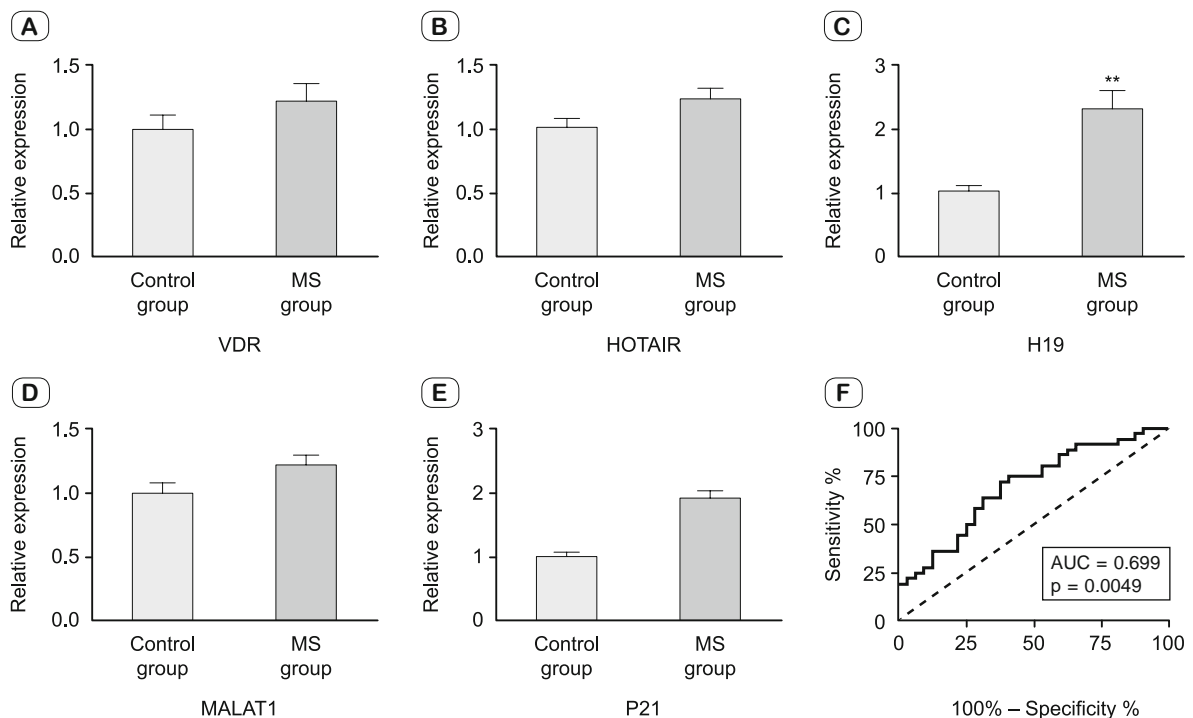 A
Relative expression
1.5
1.0
0.5
0.0
Control group
MS group
VDR
B
Relative expression
1.5
1.0
0.5
0.0
Control group
MS group
HOTAIR
C
Relative expression
3
2
1
0
**
Control group
MS group
H19
D
Relative expression
1.5
1.0
0.5
0.0
Control group
MS group
MALAT1
E
Relative expression
3
2
1
0
Control group
MS group
P21
F
Sensitivity %
100
75
50
25
0
AUC = 0.699
p = 0.0049
0 25 50 75 100
100% – Specificity %